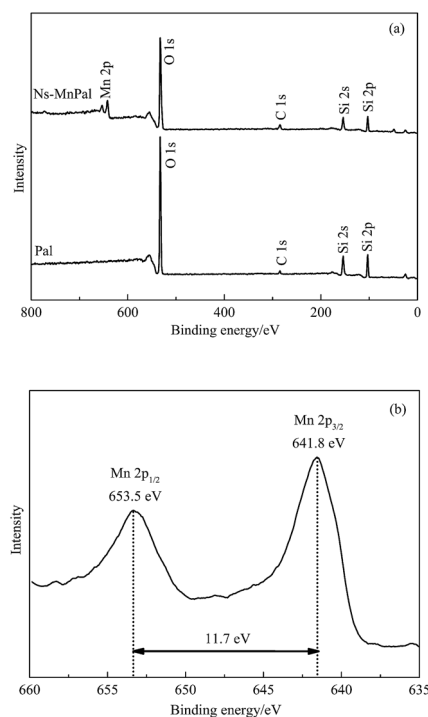 (a)
Ns-MnPal
Mn 2p
O 1s
C 1s
Si 2s
Si 2p
Pal
O 1s
C 1s
Si 2s
Si 2p
Intensity
800 600 400 200 0
Binding energy/eV
(b)
Mn 2p3/2
641.8 eV
Mn 2p1/2
653.5 eV
11.7 eV
Intensity
660 655 650 645 640 635
Binding energy/eV